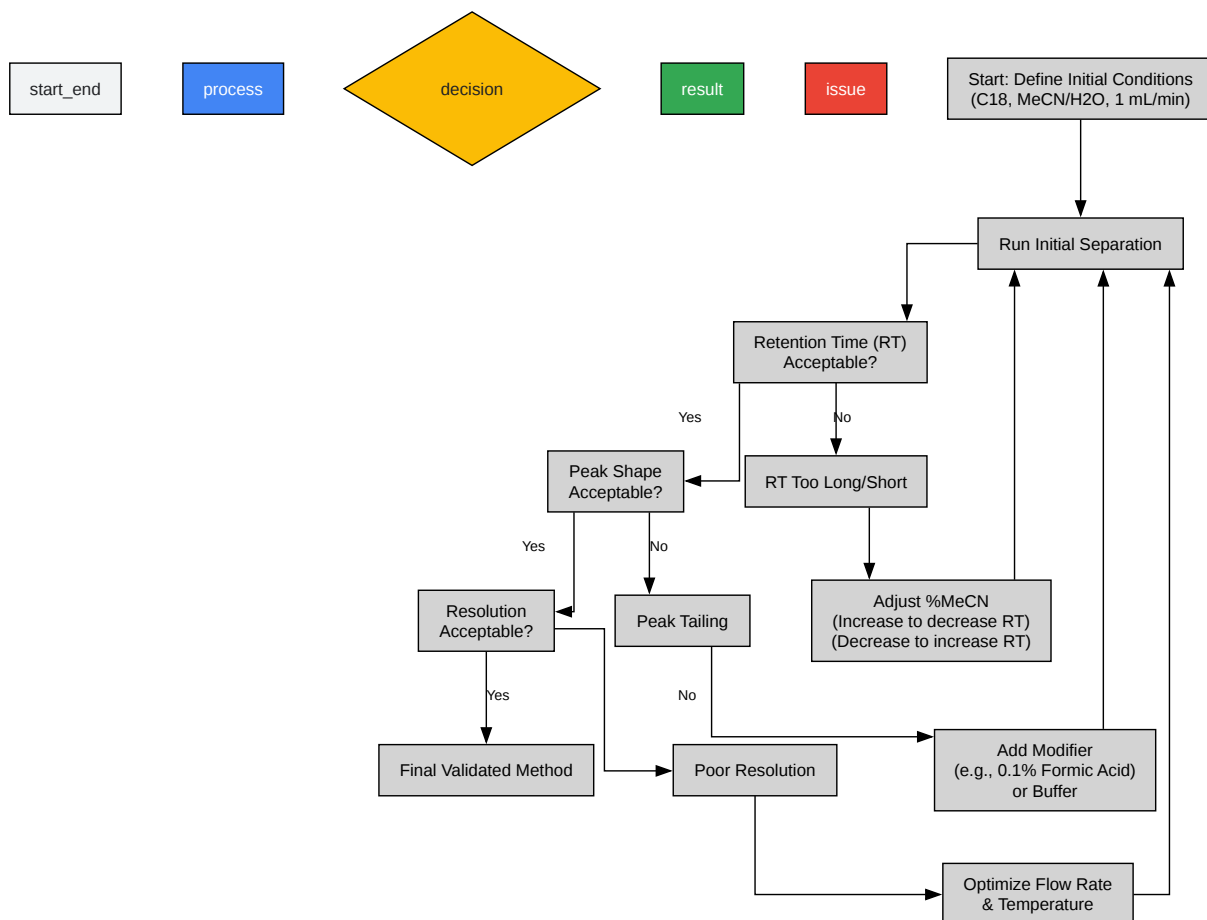 start_end
process
decision
result
issue
Start: Define Initial Conditions
(C18, MeCN/H2O, 1 mL/min)
Run Initial Separation
Retention Time (RT)
Acceptable?
Yes
No
Peak Shape
Acceptable?
RT Too Long/Short
Yes
No
Adjust %MeCN
(Increase to decrease RT)
(Decrease to increase RT)
Resolution
Acceptable?
Peak Tailing
Yes
No
Final Validated Method
Poor Resolution
Add Modifier
(e.g., 0.1% Formic Acid)
or Buffer
Optimize Flow Rate
& Temperature